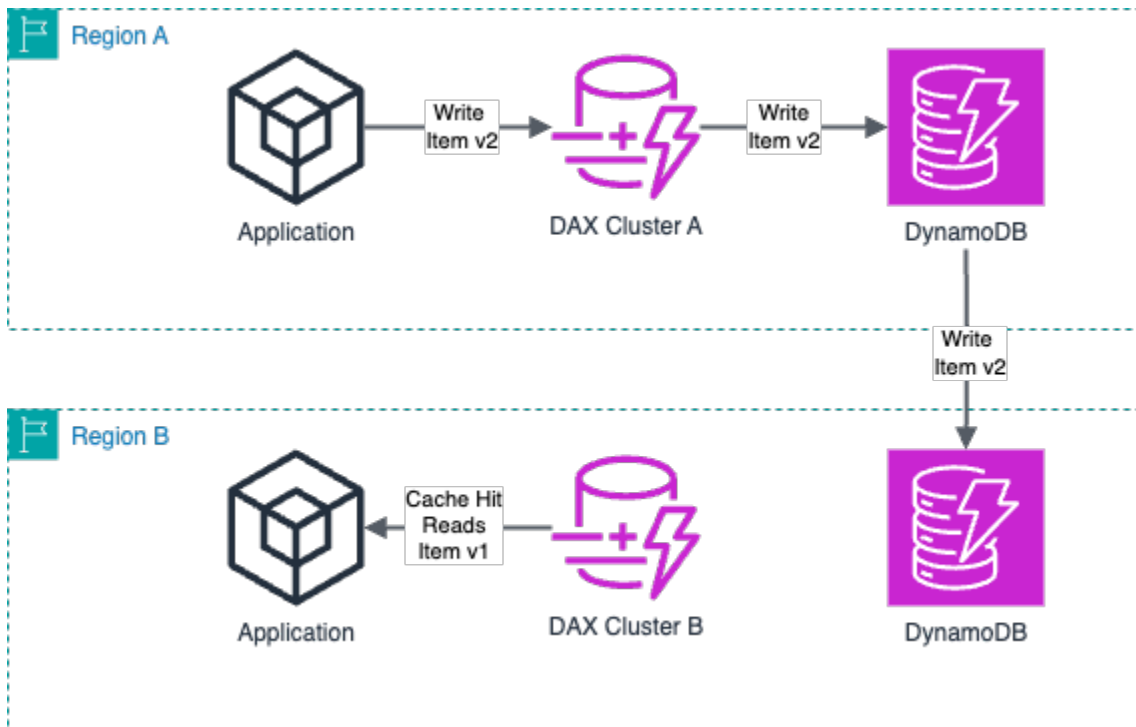 Region A
Write
Item v2
Write
Item v2
Application
DAX Cluster A
DynamoDB
Write
Item v2
Region B
Cache Hit
Reads
Item v1
Application
DAX Cluster B
DynamoDB